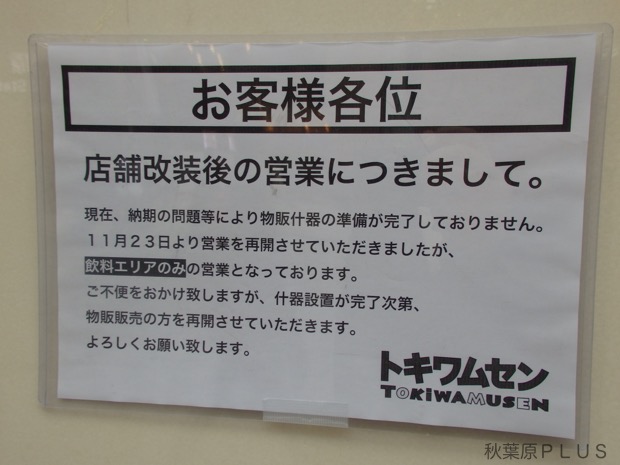 お客様各位
店舗改装後の営業につきまして。
現在、納期の問題等により物販什器の準備が完了しておりません。
１１月２３日より営業を再開させていただきましたが、
飲料エリアのみの営業となっております。
ご不便をおかけ致しますが、什器設置が完了次第、
物販販売の方を再開させていただきます。
よろしくお願い致します。
トキワムセン
TOKiWAMUSEN
秋葉原ＰＬＵＳ